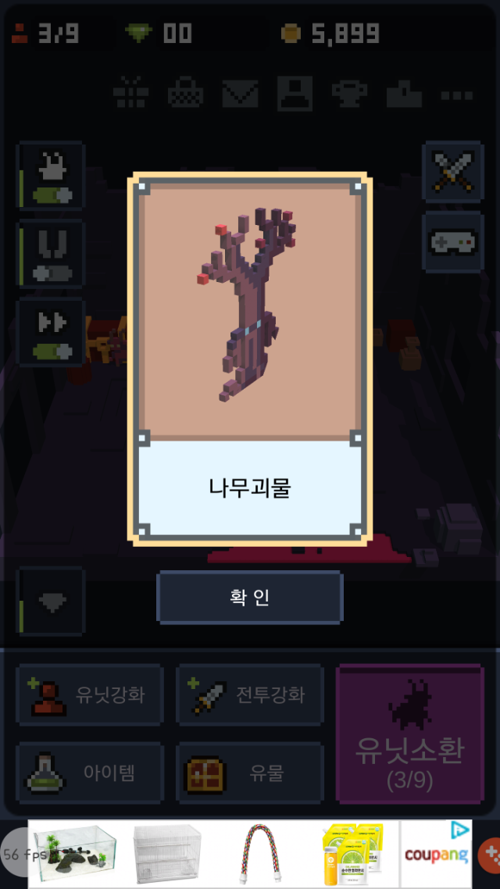 3/9
00
5,899
나무괴물
확 인
유닛강화
전투강화
유닛소환
(3/9)
아이템
유물
56 fps
coupang